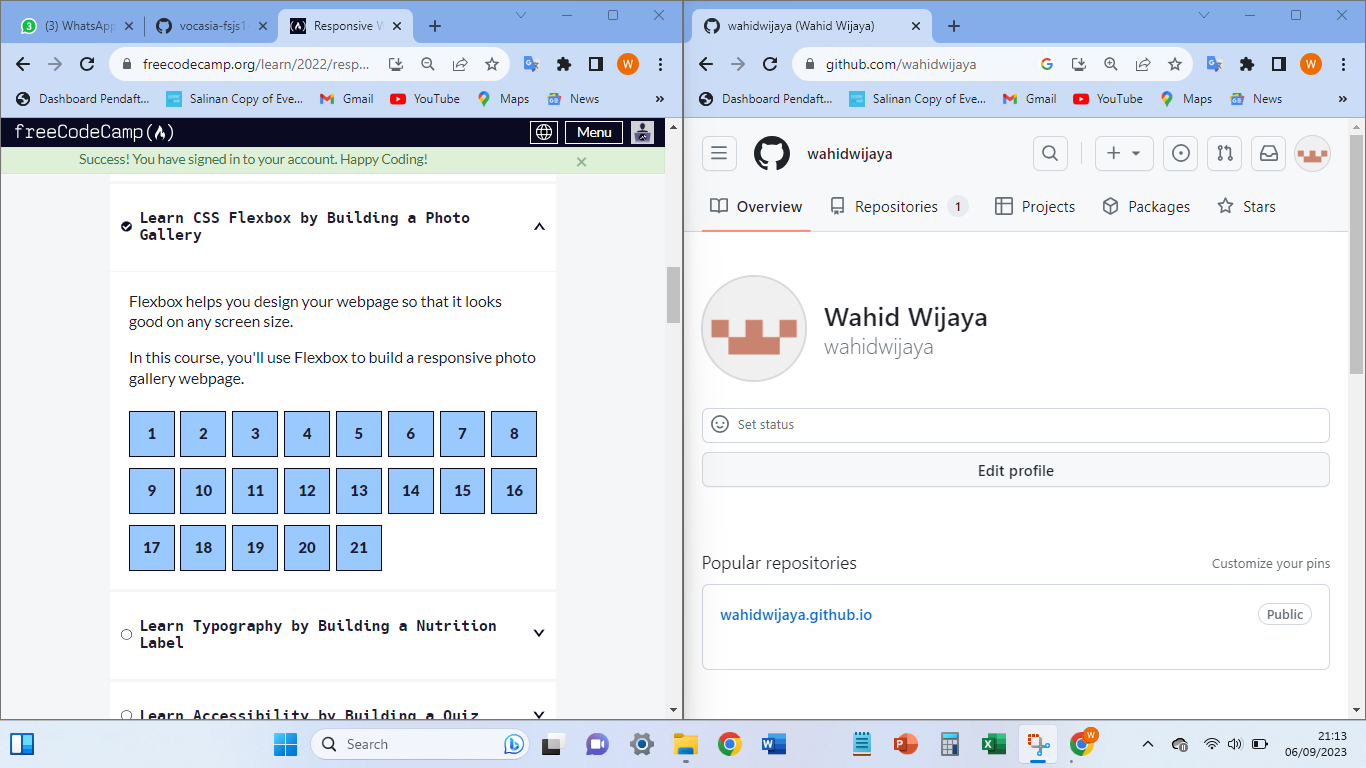 (3) WhatsApp
vocasia-fsjs1
Responsive W
freecodecamp.org/learn/2022/resp...
W
Dashboard Pendaft...
Salinan Copy of Eve...
Gmail
YouTube
Maps
News
»
freeCodeCamp
Menu
Success! You have signed in to your account. Happy Coding!
Learn CSS Flexbox by Building a Photo
Gallery
Flexbox helps you design your webpage so that it looks
good on any screen size.
In this course, you'll use Flexbox to build a responsive photo
gallery webpage.
1 2 3 4 5 6 7 8
9 10 11 12 13 14 15 16
17 18 19 20 21
Learn Typography by Building a Nutrition
Label
Learn Accessibility by Building a Quiz
wahidwijaya (Wahid Wijaya)
github.com/wahidwijaya
W
Dashboard Pendaft...
Salinan Copy of Eve...
Gmail
YouTube
Maps
News
»
wahidwijaya
Overview
Repositories 1
Projects
Packages
Stars
Wahid Wijaya
wahidwijaya
Set status
Edit profile
Popular repositories
Customize your pins
wahidwijaya.github.io
Public
Search
21:13
06/09/2023